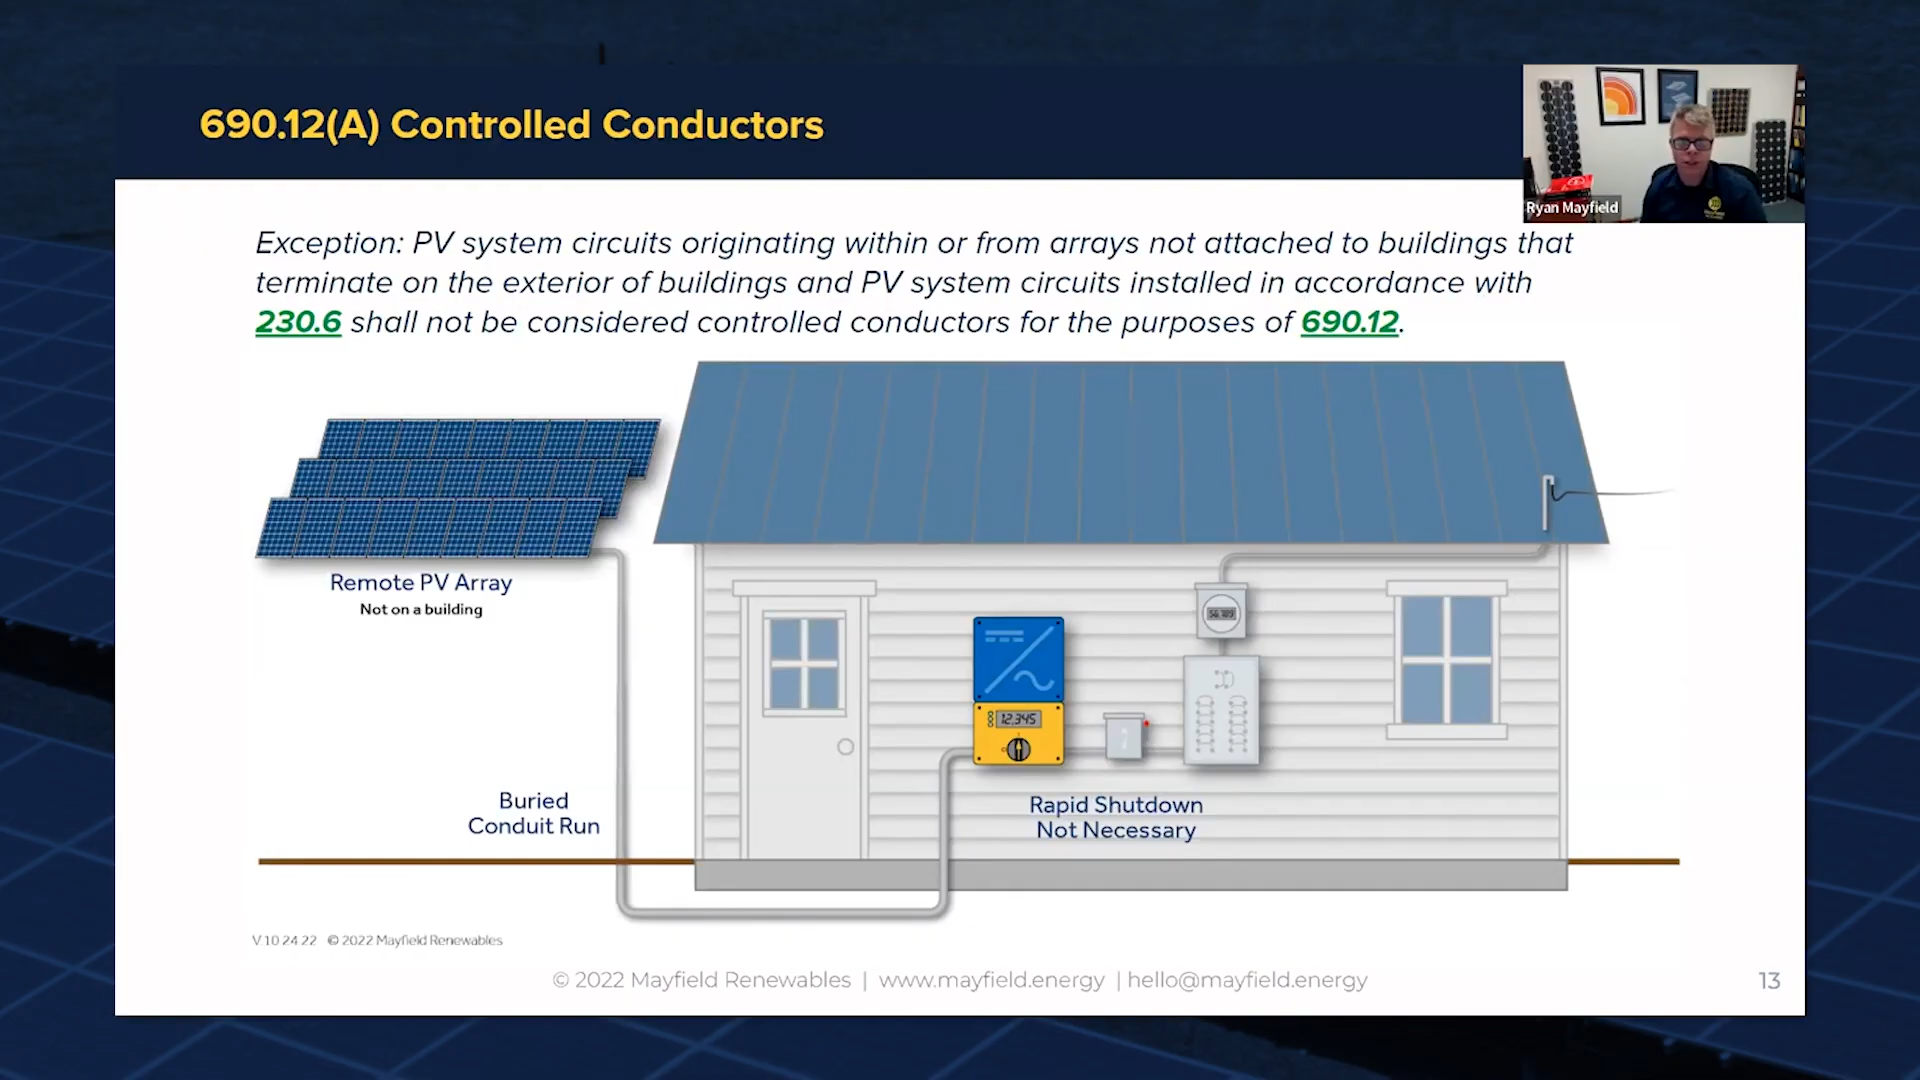 690.12(A) Controlled Conductors
Ryan Mayfield
Exception: PV system circuits originating within or from arrays not attached to buildings that
terminate on the exterior of buildings and PV system circuits installed in accordance with
230.6 shall not be considered controlled conductors for the purposes of 690.12.
Remote PV Array
Not on a building
12,345
Buried
Conduit Run
Rapid Shutdown
Not Necessary
V.10 24 22 © 2022 Mayfield Renewables
© 2022 Mayfield Renewables | www.mayfield.energy | hello@mayfield.energy
13